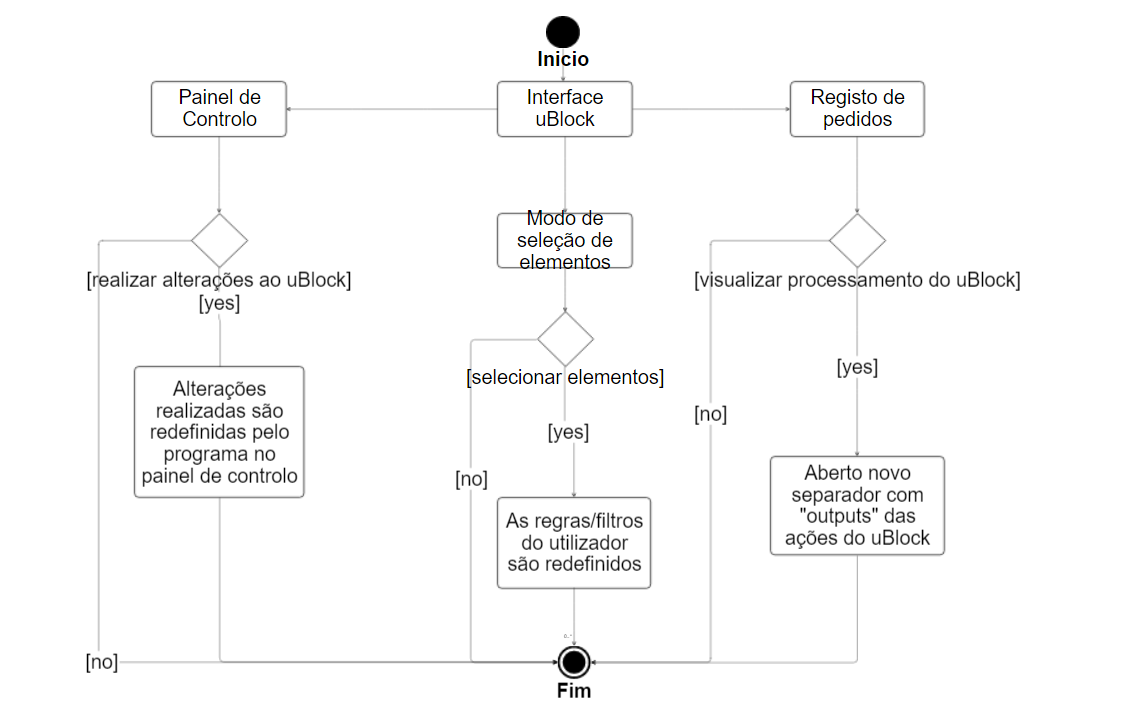 Inicio
Painel de
Controlo
Interface
uBlock
Registo de
pedidos
Modo de
seleção de
elementos
[realizar alterações ao uBlock]
[yes]
[visualizar processamento do uBlock]
[selecionar elementos]
[yes]
[no]
[yes]
[no]
Alterações
realizadas são
redefinidas pelo
programa no
painel de controlo
As regras/filtros
do utilizador
são redefinidos
Aberto novo
separador com
"outputs" das
ações do uBlock
[no]
Fim